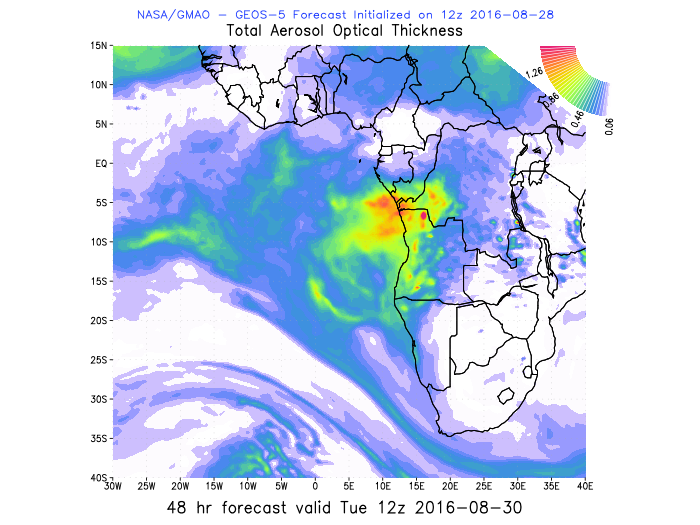 NASA/GMAO - GEOS-5 Forecast Initialized on 12z 2016-08-28
Total Aerosol Optical Thickness
15N
10N
5N
EQ
5S
10S
15S
20S
25S
30S
35S
40S
30W 25W 20W 15W 10W 5W 0 5E 10E 15E 20E 25E 30E 35E 40E
1.26
0.86
0.46
0.06
48 hr forecast valid Tue 12z 2016-08-30